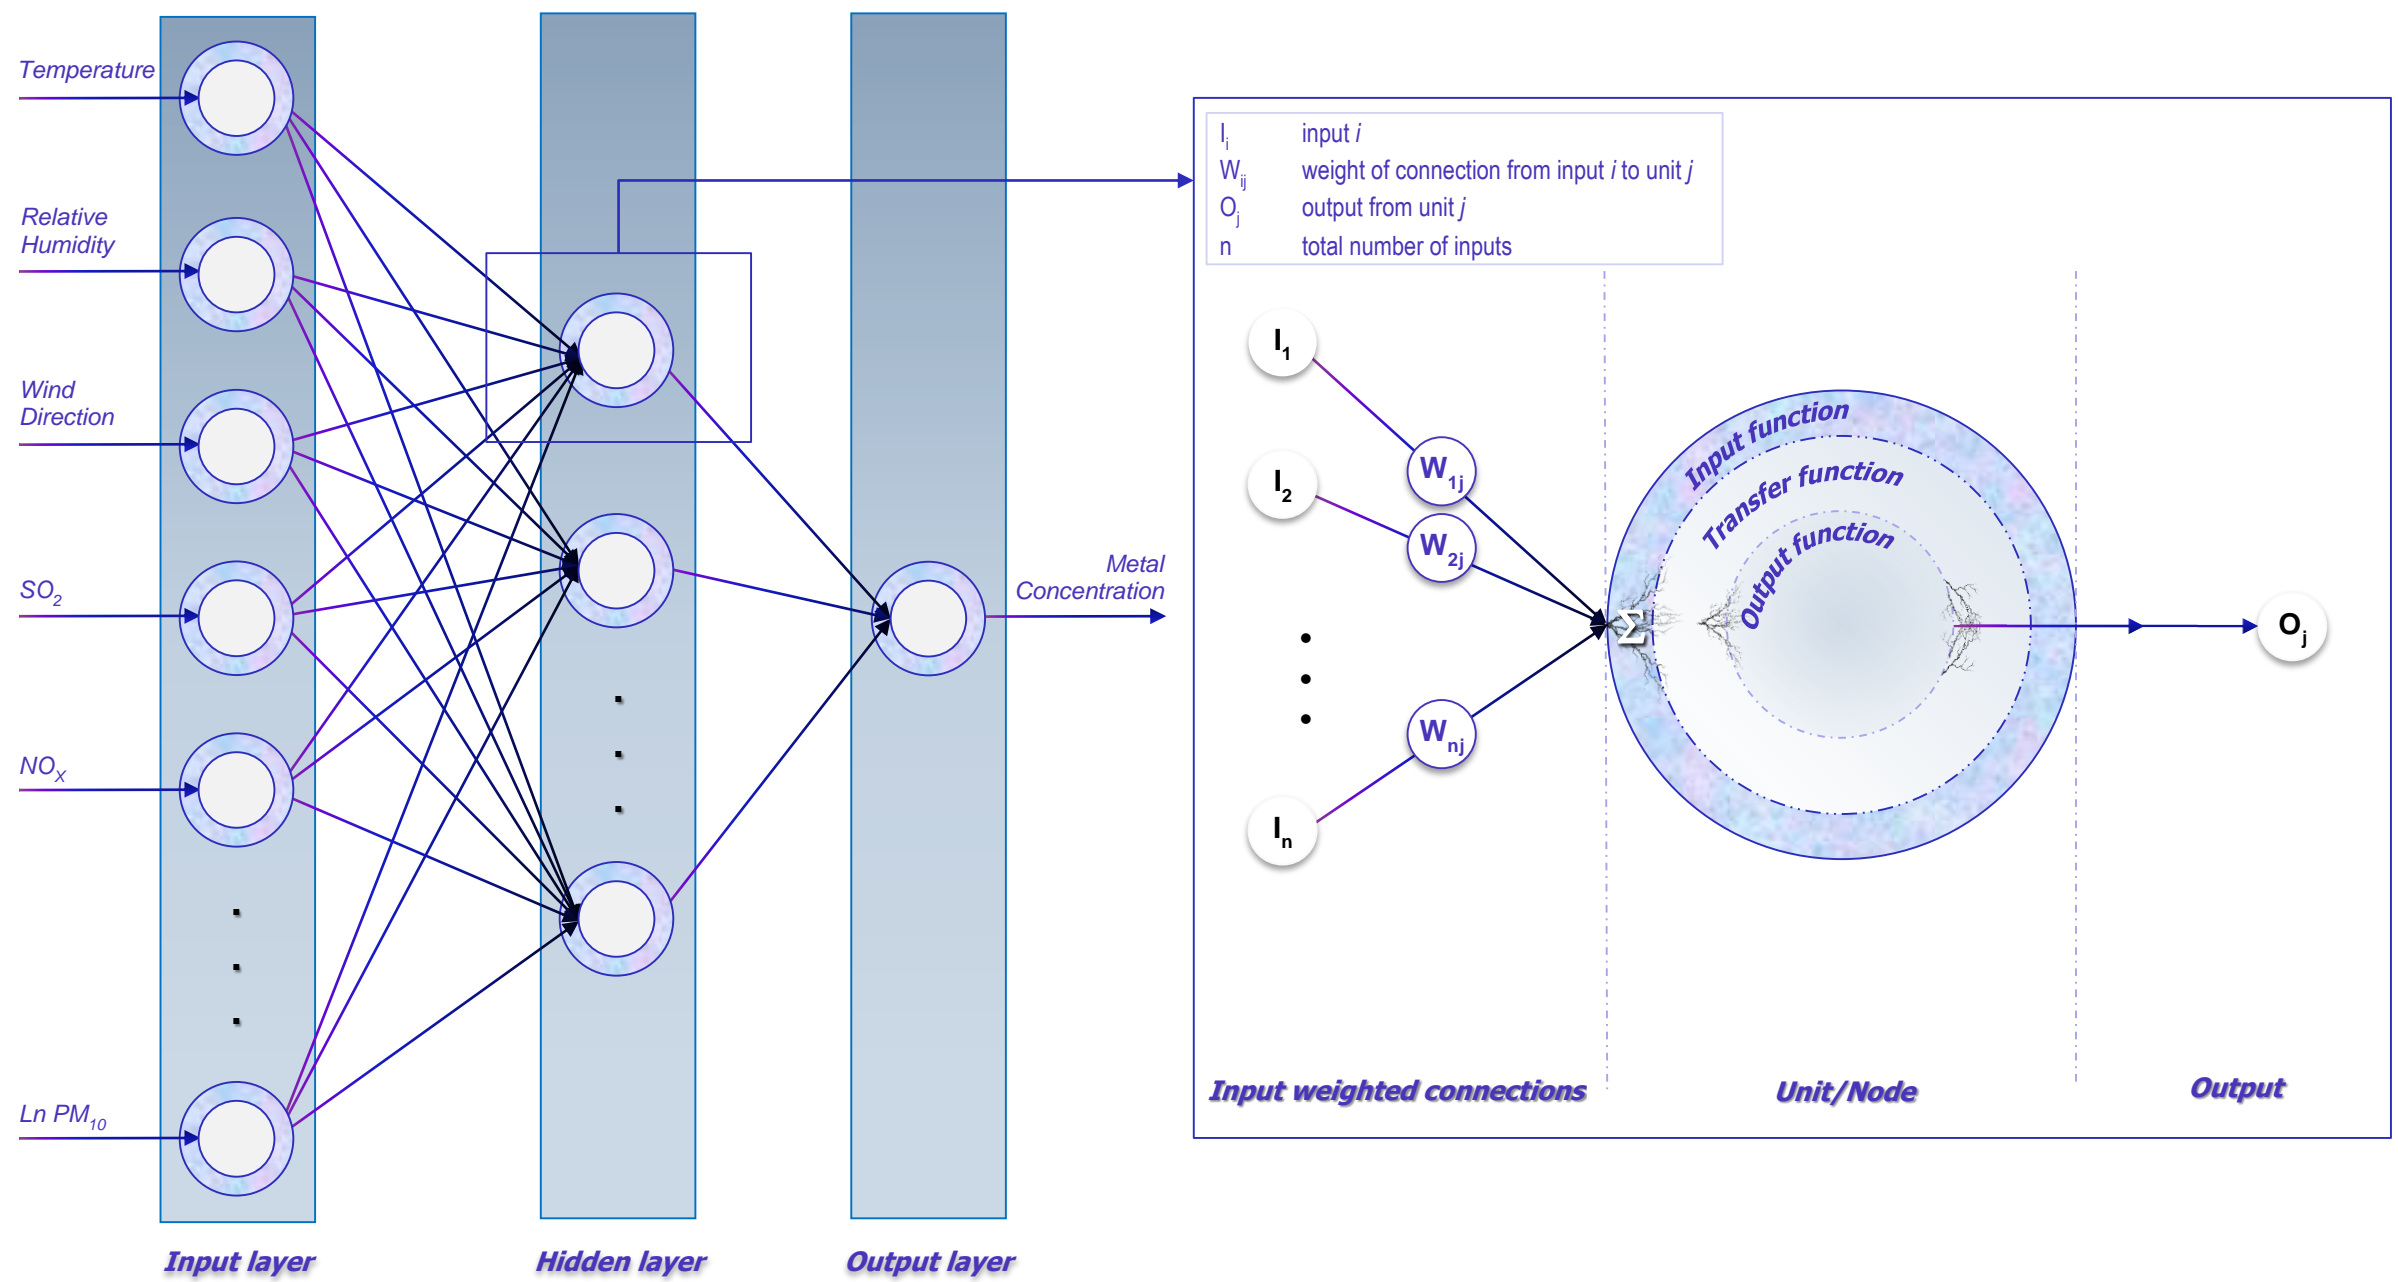 Temperature
Relative
Humidity
Wind
Direction
SO2
NOX
Ln PM10
Input layer
Hidden layer
Output layer
Metal
Concentration
Ii input i
Wij weight of connection from input i to unit j
Oj output from unit j
n total number of inputs
I1
I2
In
W1j
W2j
Wnj
Σ
Input function
Transfer function
Output function
Oj
Input weighted connections
Unit/Node
Output